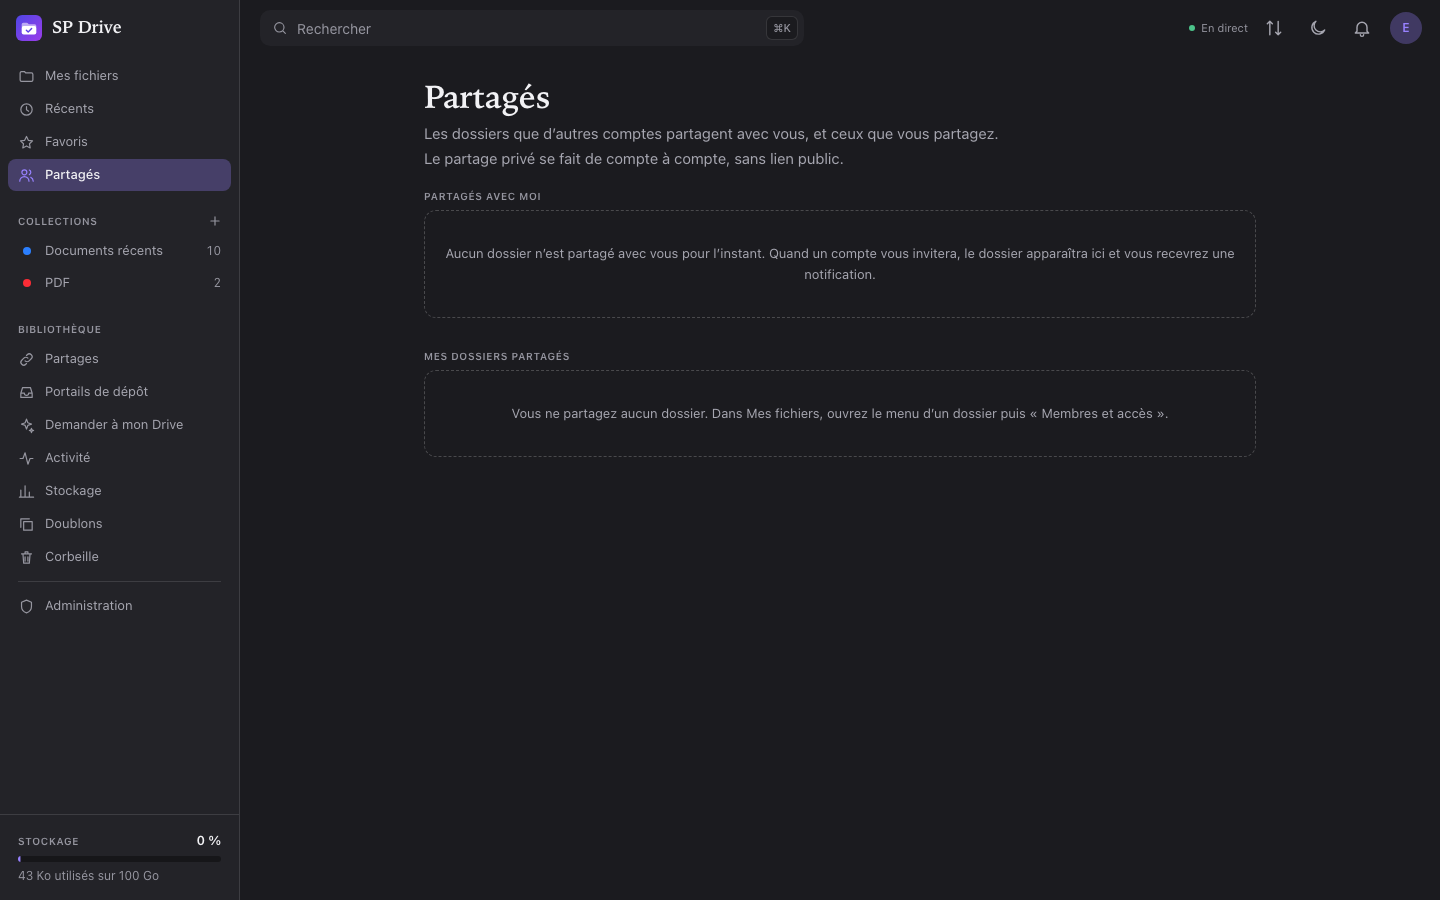 SP Drive
Rechercher
⌘K
En direct
E
Mes fichiers
Récents
Favoris
Partagés
COLLECTIONS
Documents récents 10
PDF 2
BIBLIOTHÈQUE
Partages
Portails de dépôt
Demander à mon Drive
Activité
Stockage
Doublons
Corbeille
Administration
STOCKAGE 0 %
43 Ko utilisés sur 100 Go
Partagés
Les dossiers que d’autres comptes partagent avec vous, et ceux que vous partagez.
Le partage privé se fait de compte à compte, sans lien public.
PARTAGÉS AVEC MOI
Aucun dossier n’est partagé avec vous pour l’instant. Quand un compte vous invitera, le dossier apparaîtra ici et vous recevrez une
notification.
MES DOSSIERS PARTAGÉS
Vous ne partagez aucun dossier. Dans Mes fichiers, ouvrez le menu d’un dossier puis « Membres et accès ».